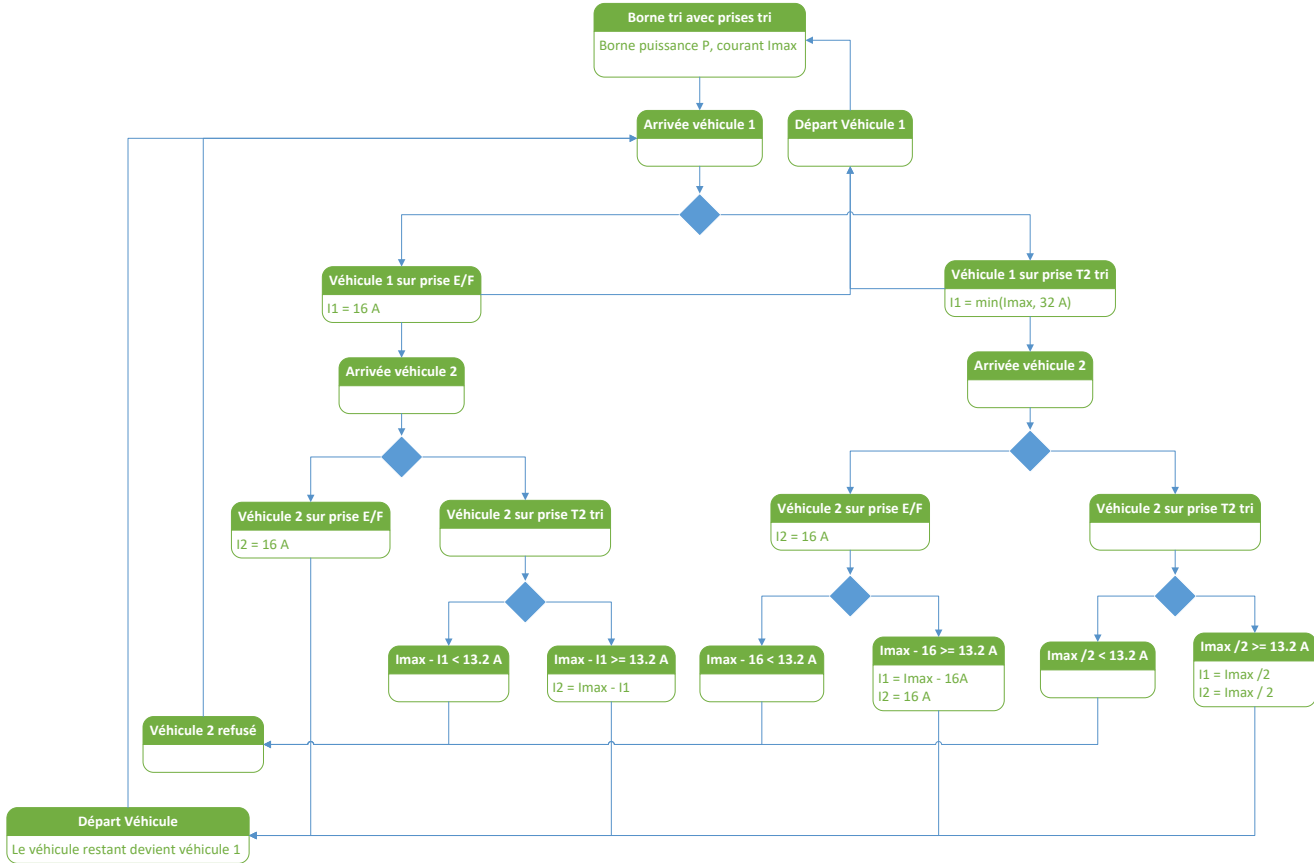 Borne tri avec prises tri
Borne puissance P, courant Imax
Arrivée véhicule 1
Départ Véhicule 1
Véhicule 1 sur prise E/F
I1 = 16 A
Véhicule 1 sur prise T2 tri
I1 = min(Imax, 32 A)
Arrivée véhicule 2
Arrivée véhicule 2
Véhicule 2 sur prise E/F
I2 = 16 A
Véhicule 2 sur prise T2 tri
Véhicule 2 sur prise E/F
I2 = 16 A
Véhicule 2 sur prise T2 tri
Imax - I1 < 13.2 A
Imax - I1 >= 13.2 A
I2 = Imax - I1
Imax - 16 < 13.2 A
Imax - 16 >= 13.2 A
I1 = Imax - 16A
I2 = 16 A
Imax /2 < 13.2 A
Imax /2 >= 13.2 A
I1 = Imax /2
I2 = Imax / 2
Véhicule 2 refusé
Départ Véhicule
Le véhicule restant devient véhicule 1